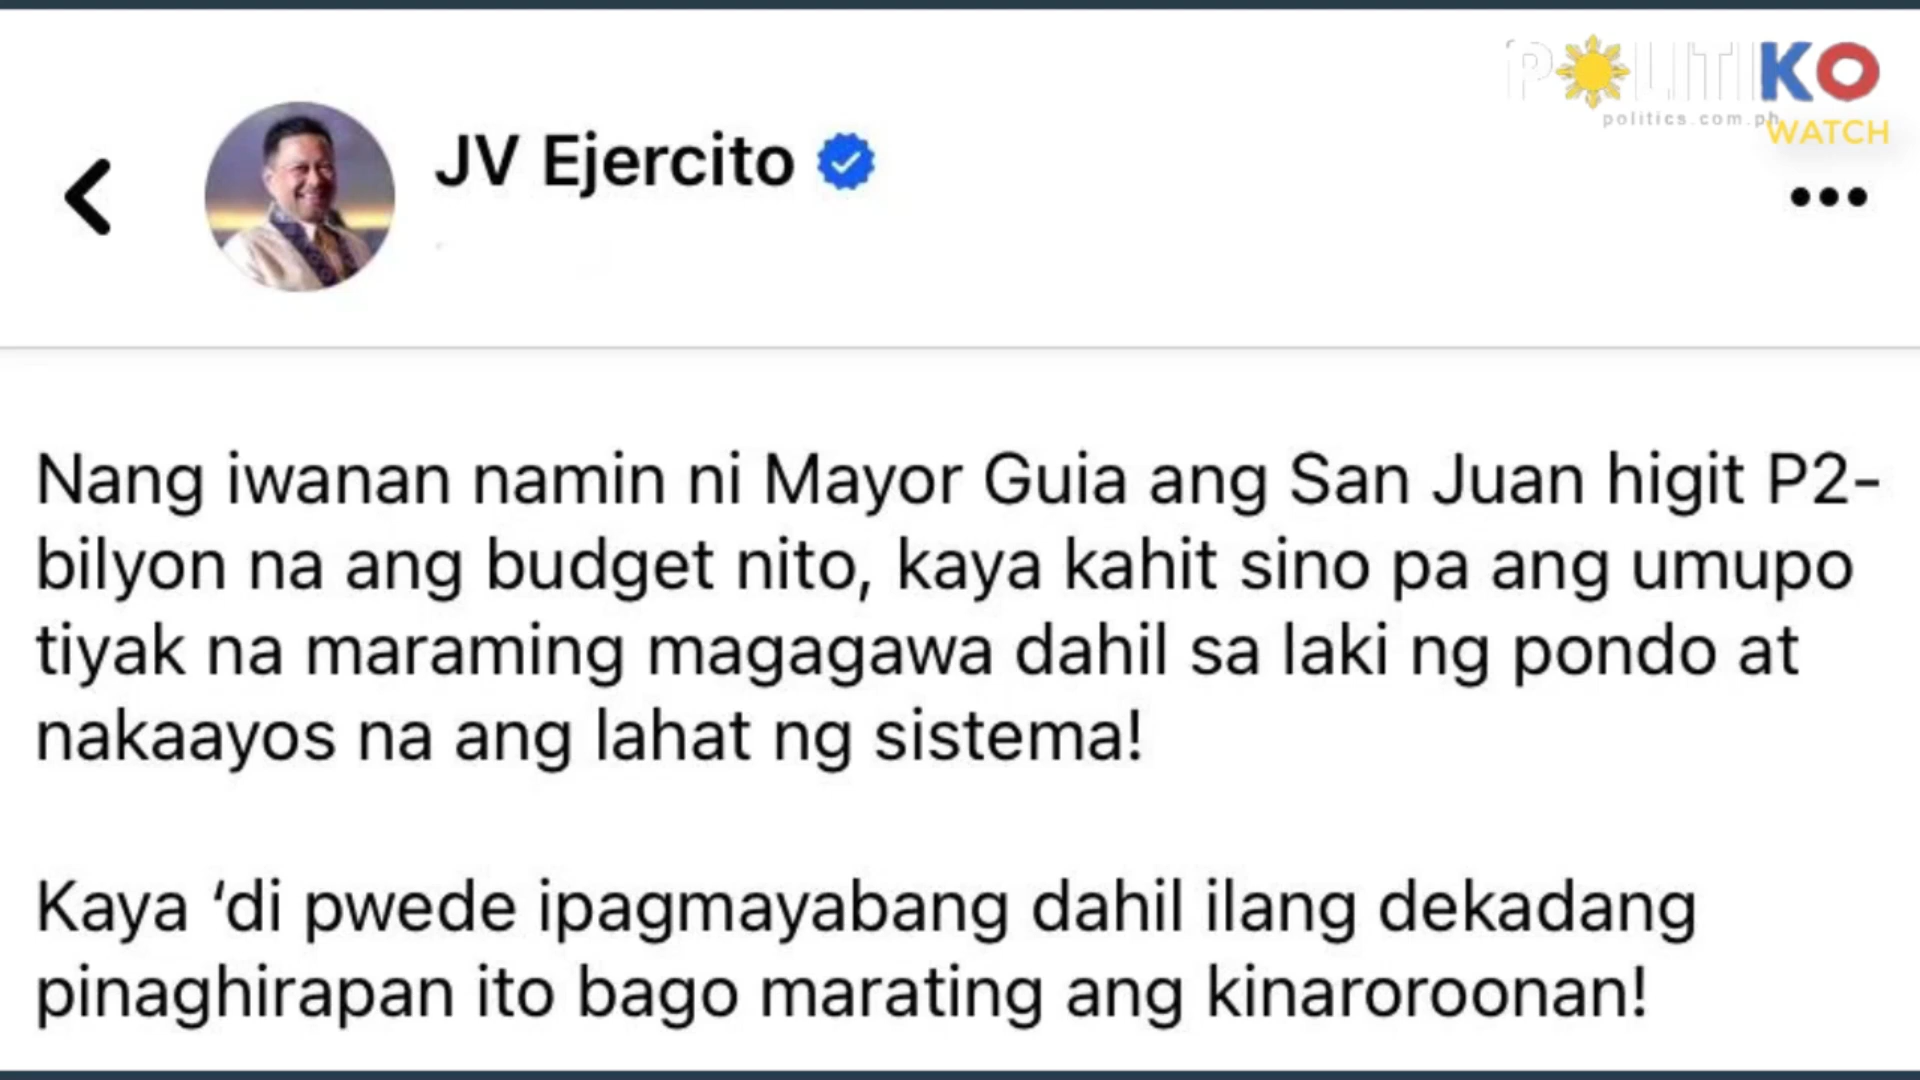 POLITIKO
politics.com.ph
WATCH
JV Ejercito
Nang iwanan namin ni Mayor Guia ang San Juan higit P2-
bilyon na ang budget nito, kaya kahit sino pa ang umupo
tiyak na maraming magagawa dahil sa laki ng pondo at
nakaayos na ang lahat ng sistema!
Kaya ‘di pwede ipagmayabang dahil ilang dekadang
pinaghirapan ito bago marating ang kinaroroonan!